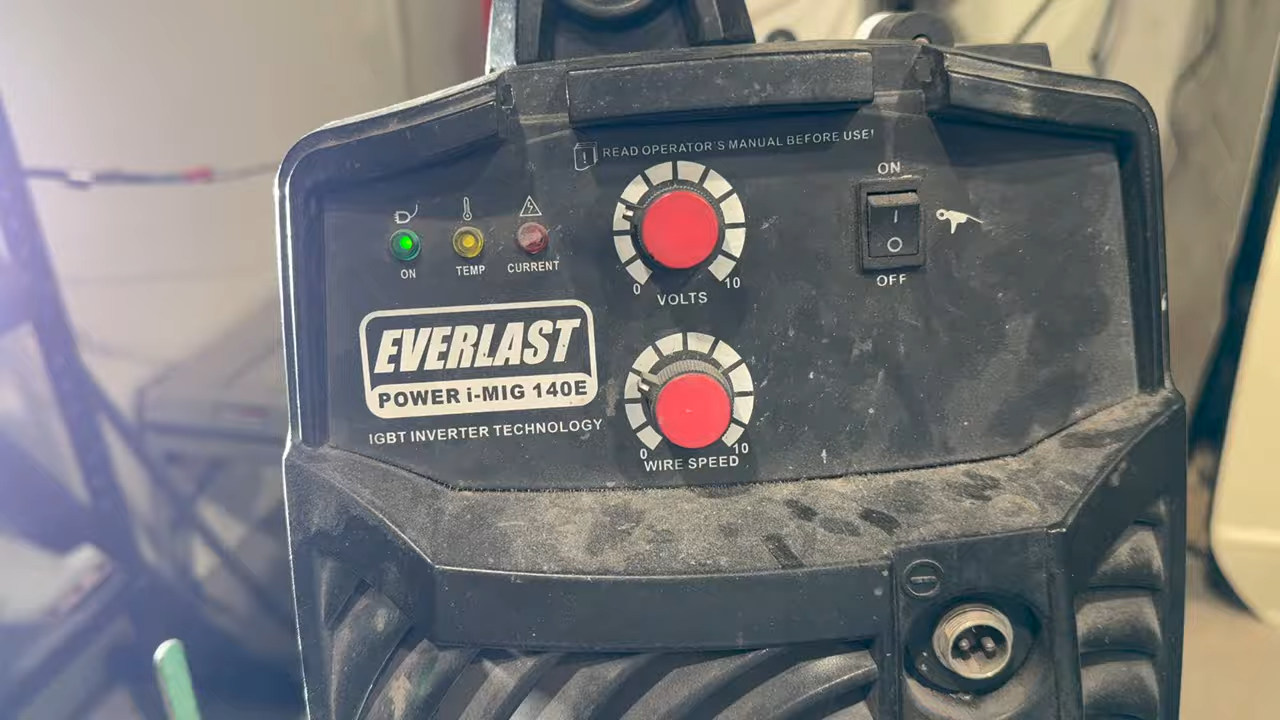 READ OPERATOR'S MANUAL BEFORE USE!
ON
I
O
OFF
ON
TEMP
CURRENT
0
10
VOLTS
EVERLAST
POWER i-MIG 140E
IGBT INVERTER TECHNOLOGY
0
10
WIRE SPEED